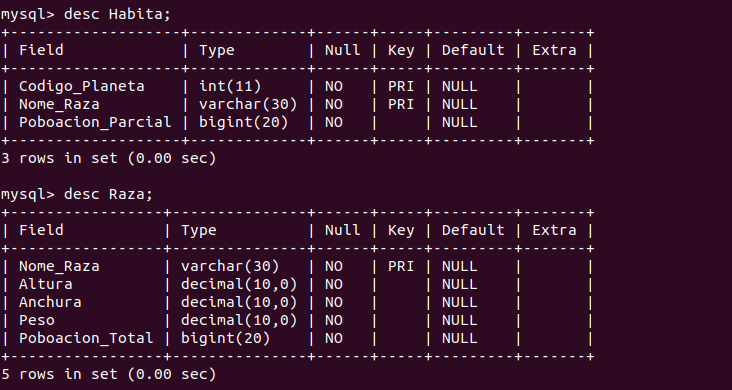 mysql> desc Habita;
+-------------------+-------------+------+-----+---------+-------+
| Field             | Type        | Null | Key | Default | Extra |
+-------------------+-------------+------+-----+---------+-------+
| Codigo_Planeta    | int(11)     | NO   | PRI | NULL    |       |
| Nome_Raza         | varchar(30) | NO   | PRI | NULL    |       |
| Poboacion_Parcial | bigint(20)  | NO   |     | NULL    |       |
+-------------------+-------------+------+-----+---------+-------+
3 rows in set (0.00 sec)

mysql> desc Raza;
+-----------------+---------------+------+-----+---------+-------+
| Field           | Type          | Null | Key | Default | Extra |
+-----------------+---------------+------+-----+---------+-------+
| Nome_Raza       | varchar(30)   | NO   | PRI | NULL    |       |
| Altura          | decimal(10,0) | NO   |     | NULL    |       |
| Anchura         | decimal(10,0) | NO   |     | NULL    |       |
| Peso            | decimal(10,0) | NO   |     | NULL    |       |
| Poboacion_Total | bigint(20)    | NO   |     | NULL    |       |
+-----------------+---------------+------+-----+---------+-------+
5 rows in set (0.00 sec)